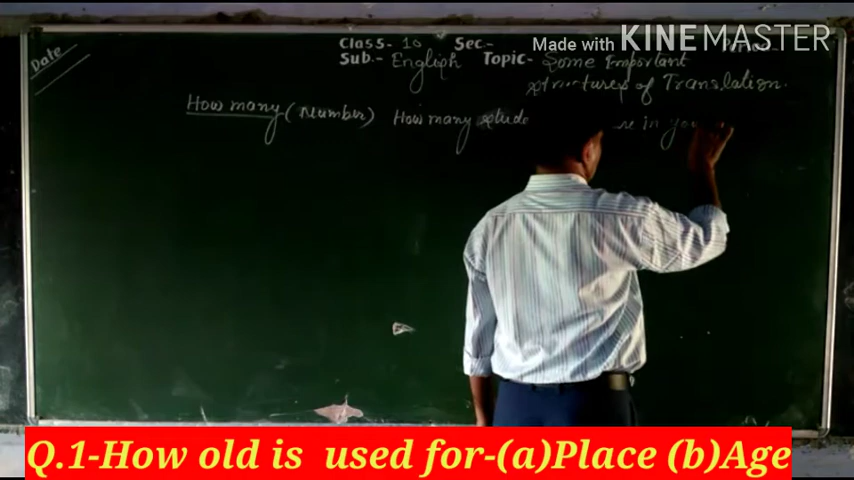 Date
Class- 10 Sec.-
Made with KINEMASTER
Sub.- English Topic- Some Important
structures of Translation.
How many (Number) How many in
Q.1-How old is used for-(a)Place (b)Age